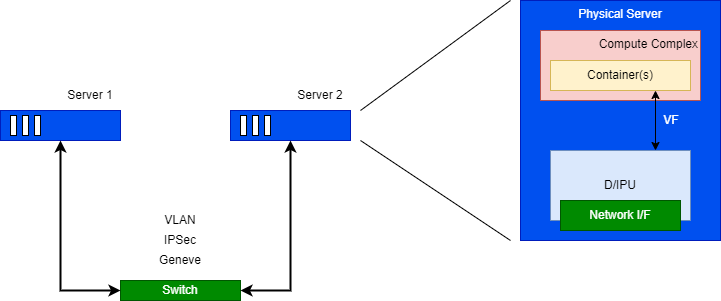 Physical Server
Compute Complex
Container(s)
Server 1
Server 2
VF
D/IPU
Network I/F
VLAN
IPSec
Geneve
Switch